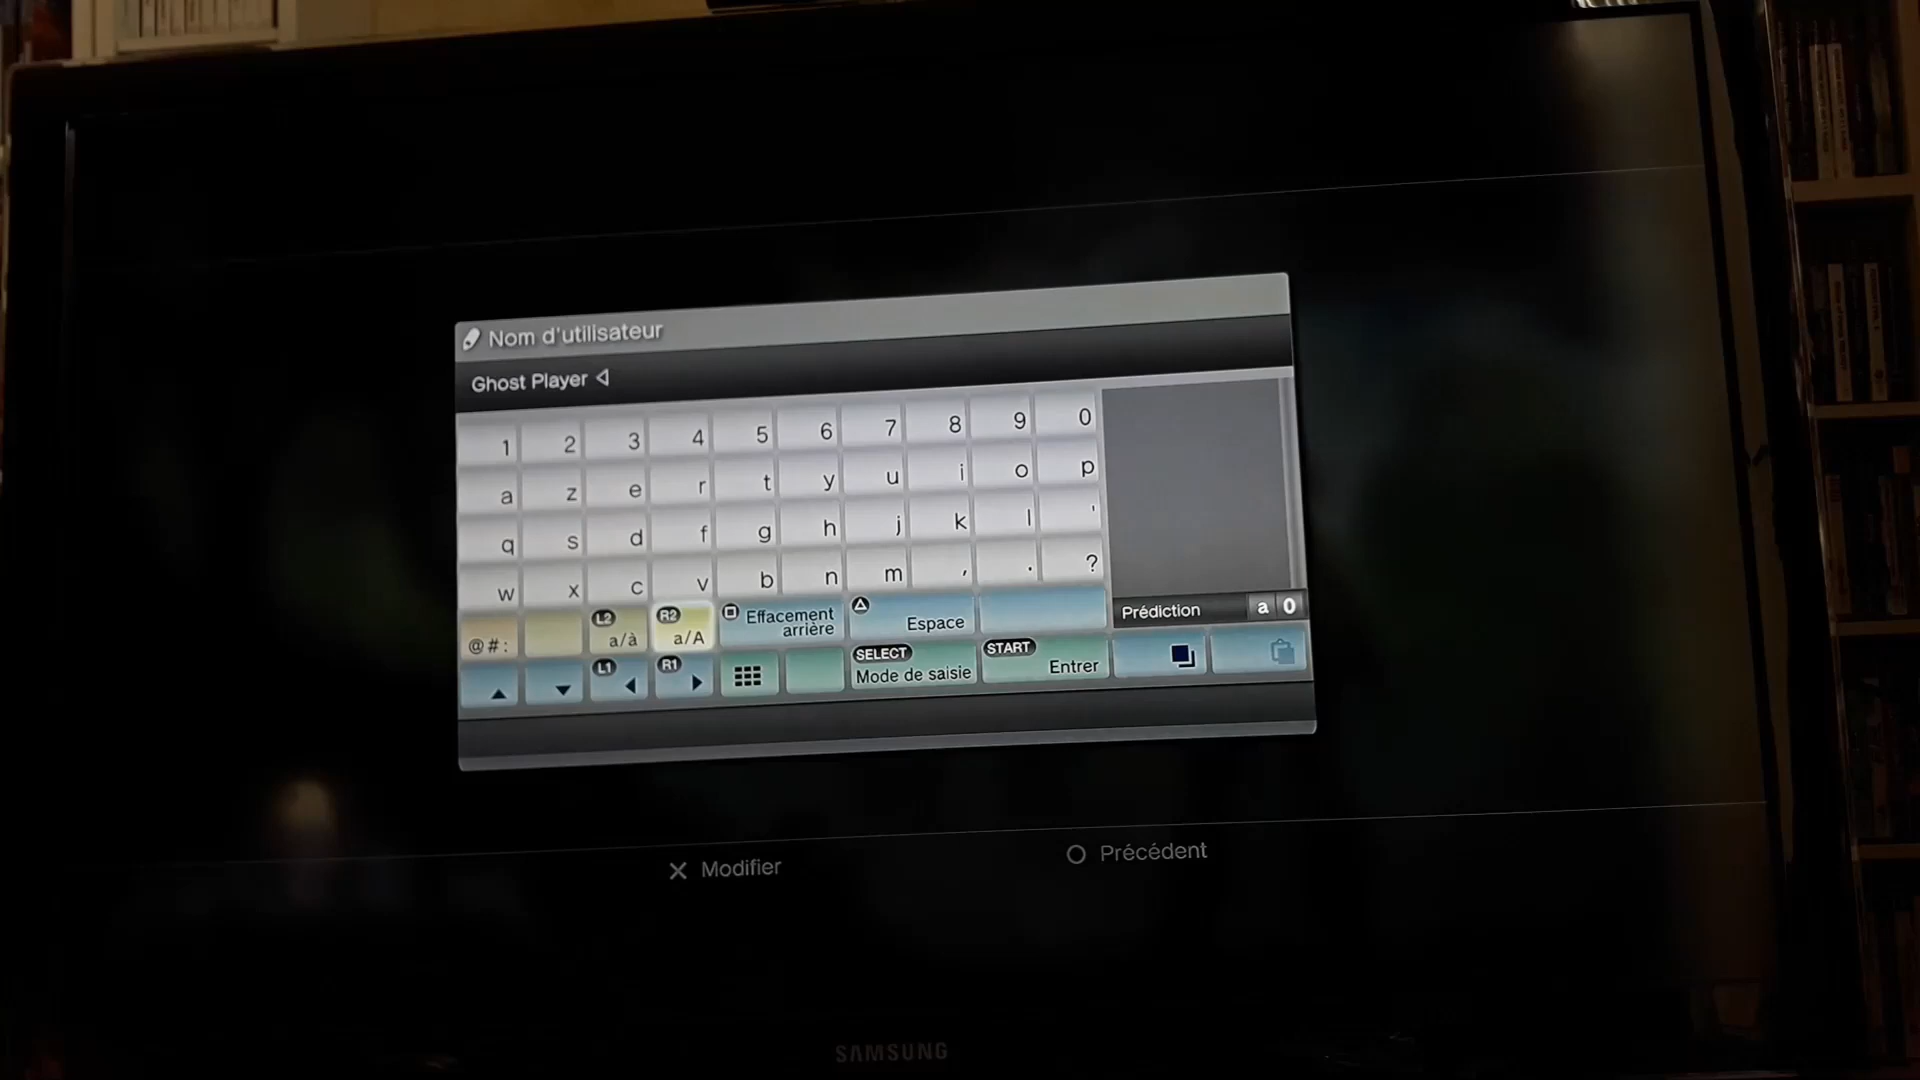 Nom d'utilisateur
Ghost Player
1 2 3 4 5 6 7 8 9 0
a z e r t y u i o p
q s d f g h j k l '
w x c v b n m , . ?
@#: L2 a/à R2 a/A Effacement arrière Espace
Prédiction a 0
L1 R1 SELECT Mode de saisie START Entrer
Modifier Précédent
SAMSUNG